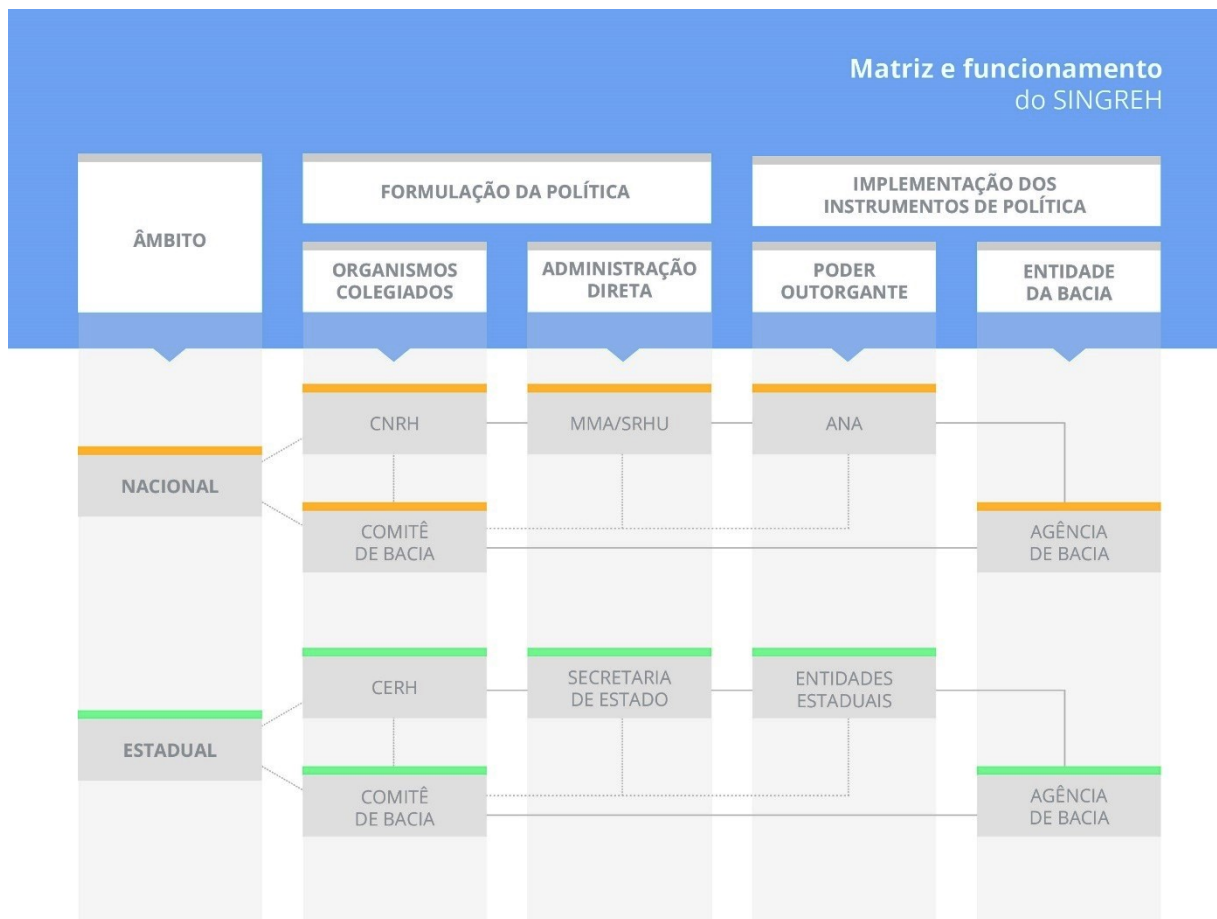 Matriz e funcionamento
do SINGREH
ÂMBITO
FORMULAÇÃO DA POLÍTICA
IMPLEMENTAÇÃO DOS
INSTRUMENTOS DE POLÍTICA
ORGANISMOS
COLEGIADOS
ADMINISTRAÇÃO
DIRETA
PODER
OUTORGANTE
ENTIDADE
DA BACIA
NACIONAL
CNRH
MMA/SRHU
ANA
COMITÊ
DE BACIA
AGÊNCIA
DE BACIA
ESTADUAL
CERH
SECRETARIA
DE ESTADO
ENTIDADES
ESTADUAIS
COMITÊ
DE BACIA
AGÊNCIA
DE BACIA